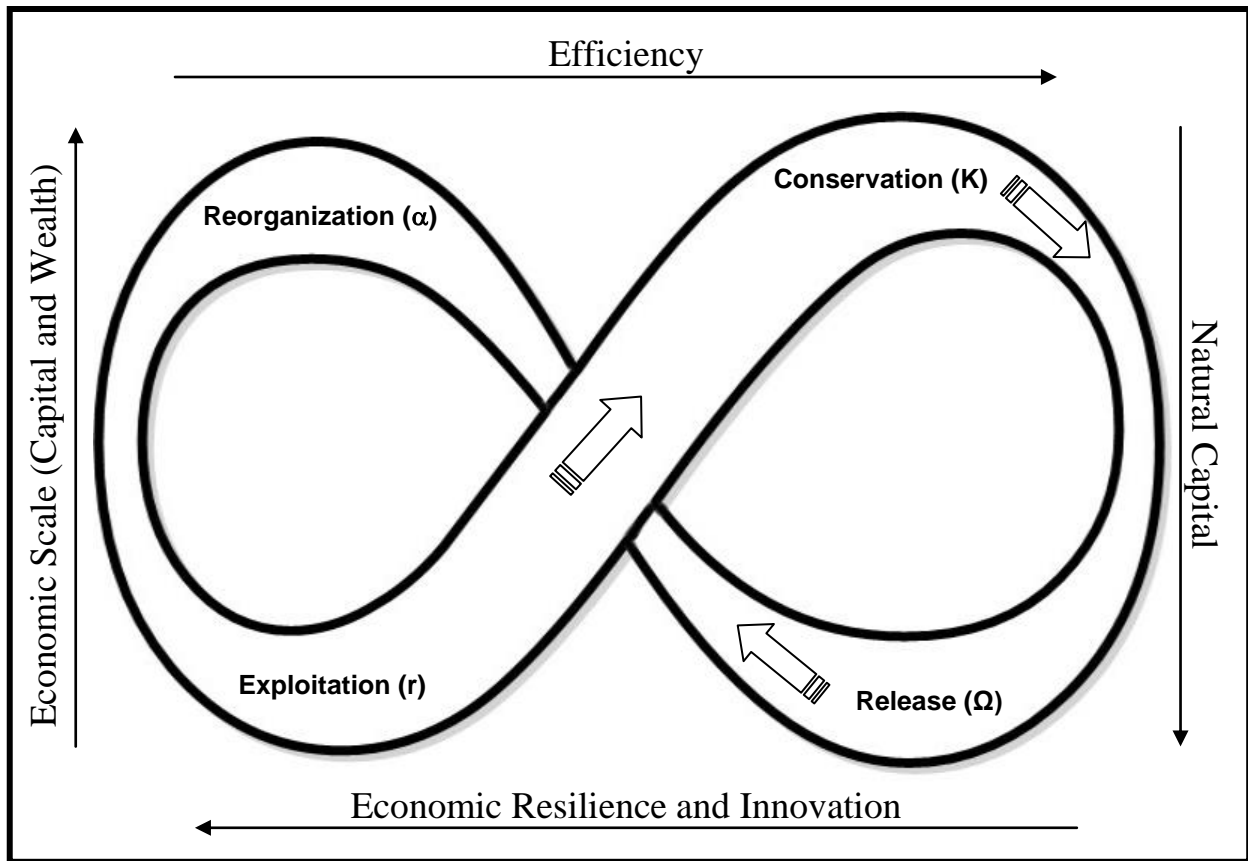 Efficiency
Conservation (K)
Reorganization (α)
Economic Scale (Capital and Wealth)
Natural Capital
Exploitation (r)
Release (Ω)
Economic Resilience and Innovation